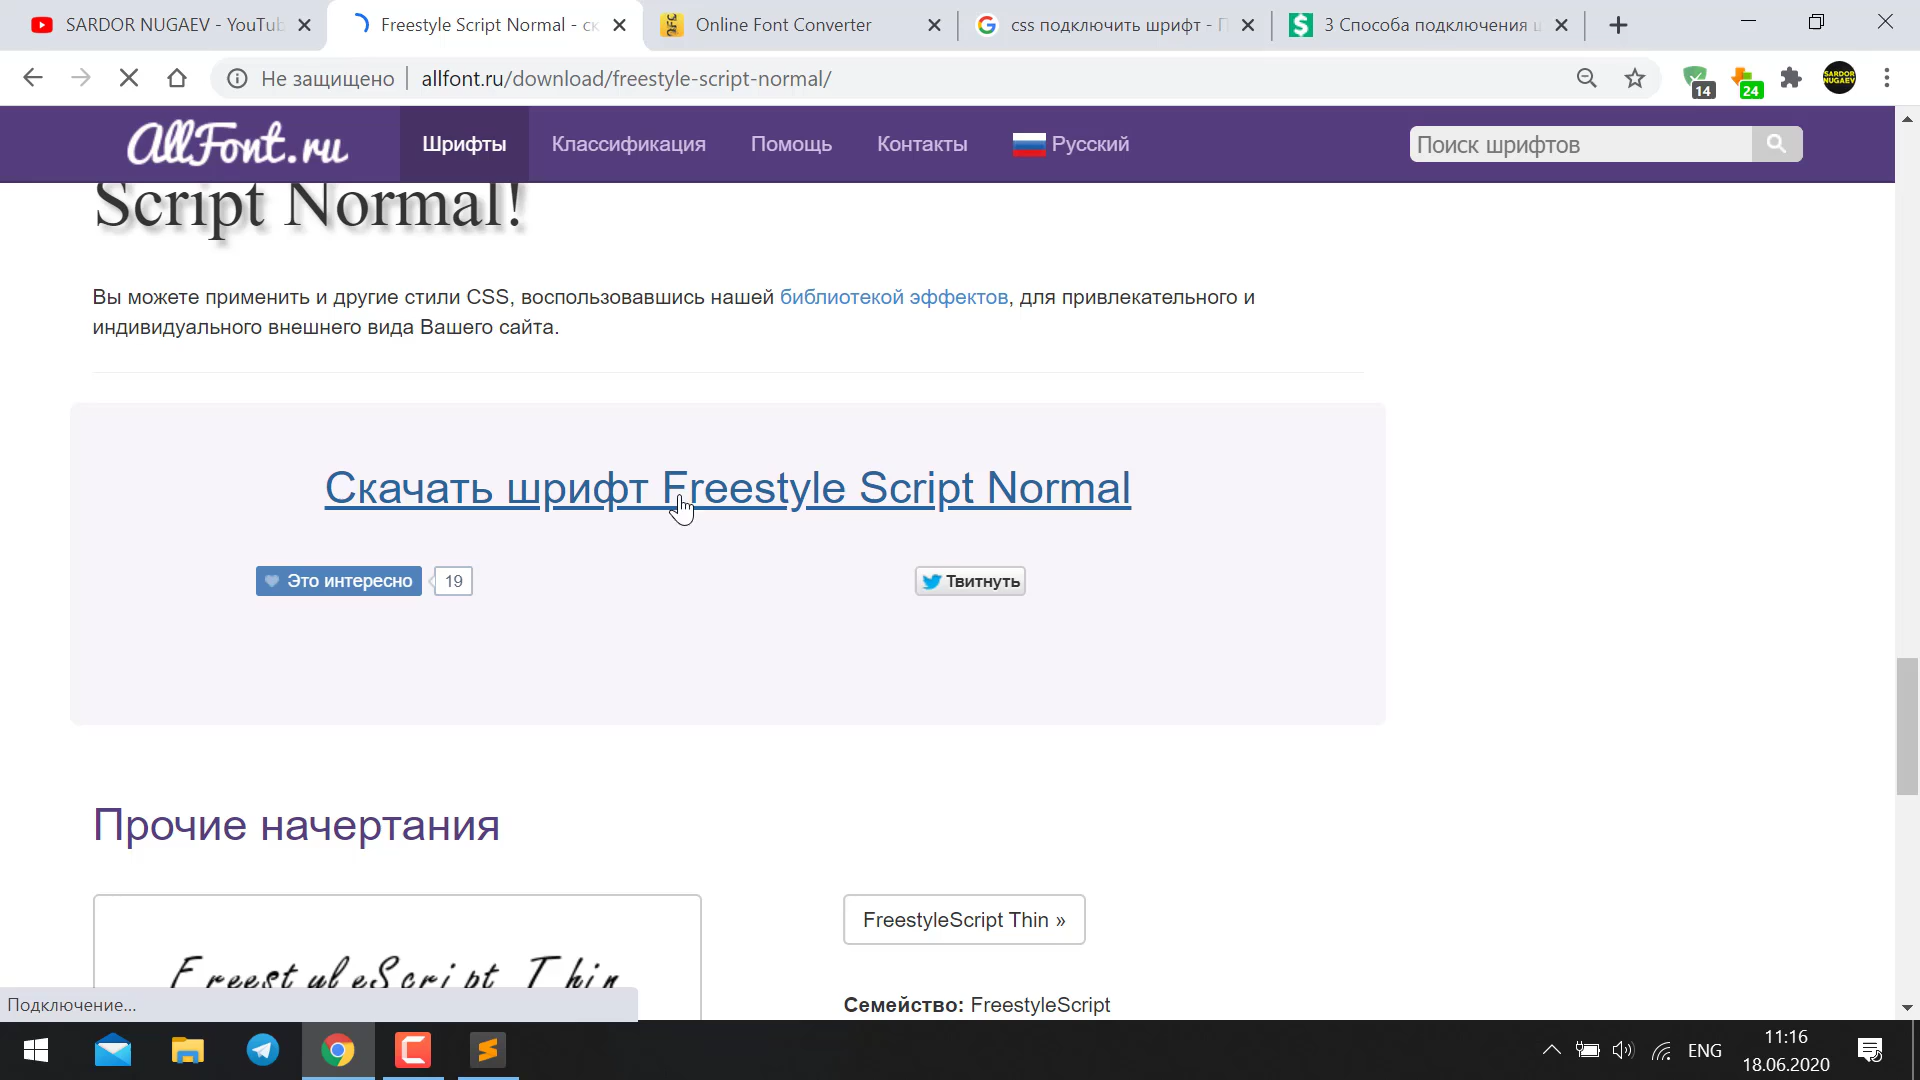 SARDOR NUGAEV - YouTub
Freestyle Script Normal - ск
Online Font Converter
css подключить шрифт - П
3 Способа подключения ш
Не защищено
allfont.ru/download/freestyle-script-normal/
14
24
SARDOR NUGAEV
AllFont.ru
Шрифты
Классификация
Помощь
Контакты
Русский
Поиск шрифтов
Script Normal!
Вы можете применить и другие стили CSS, воспользовавшись нашей библиотекой эффектов, для привлекательного и
индивидуального внешнего вида Вашего сайта.
Скачать шрифт Freestyle Script Normal
Это интересно
19
Твитнуть
Прочие начертания
FreestyleScript Thin
FreestyleScript Thin »
Семейство: FreestyleScript
Подключение...
ENG
11:16
18.06.2020